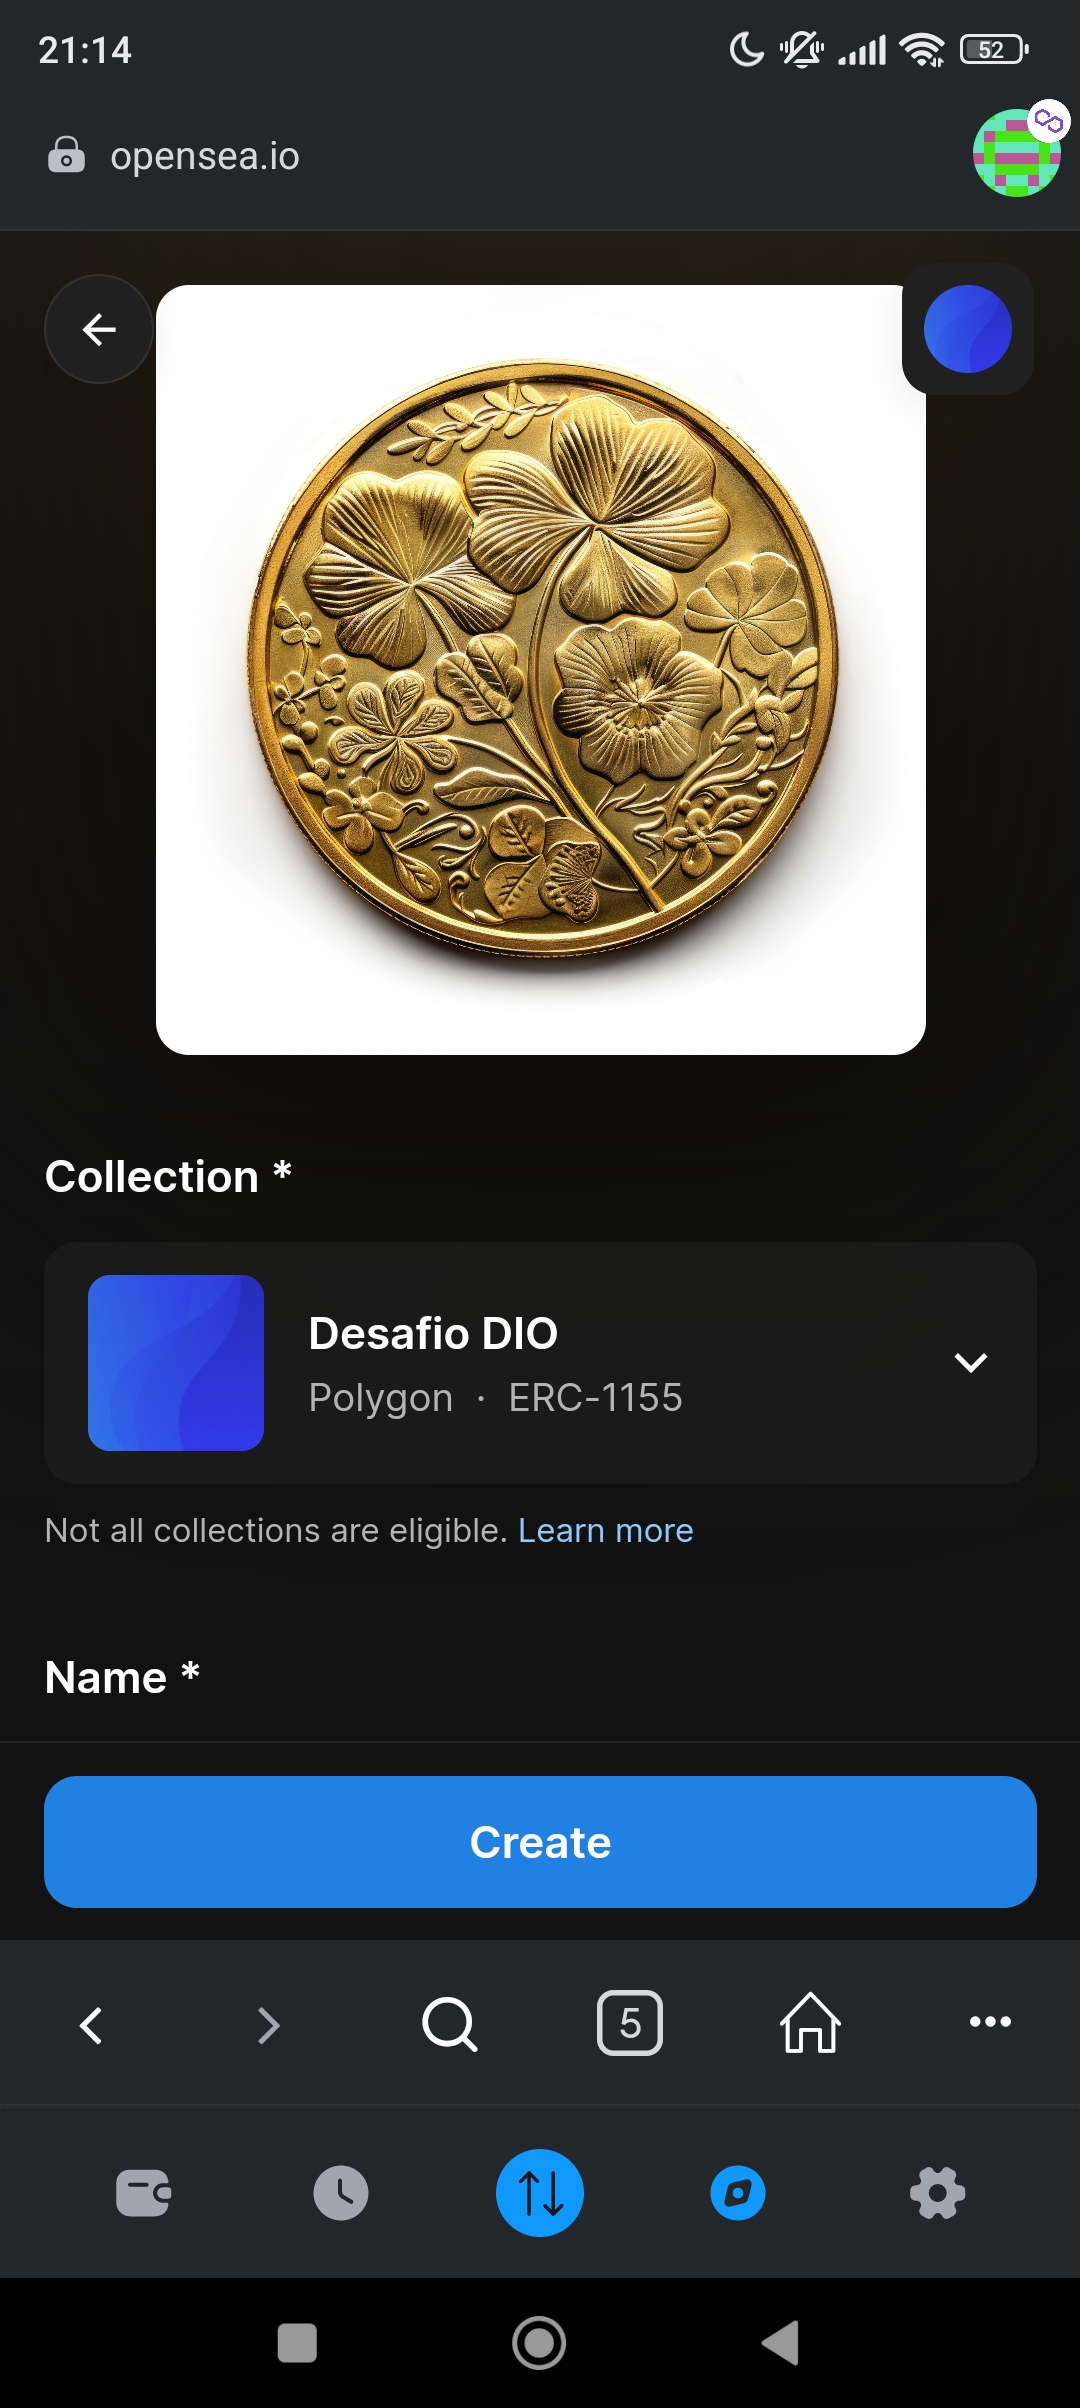 21:14
52
opensea.io
Collection *
Desafio DIO
Polygon · ERC-1155
Not all collections are eligible. Learn more
Name *
Create
5